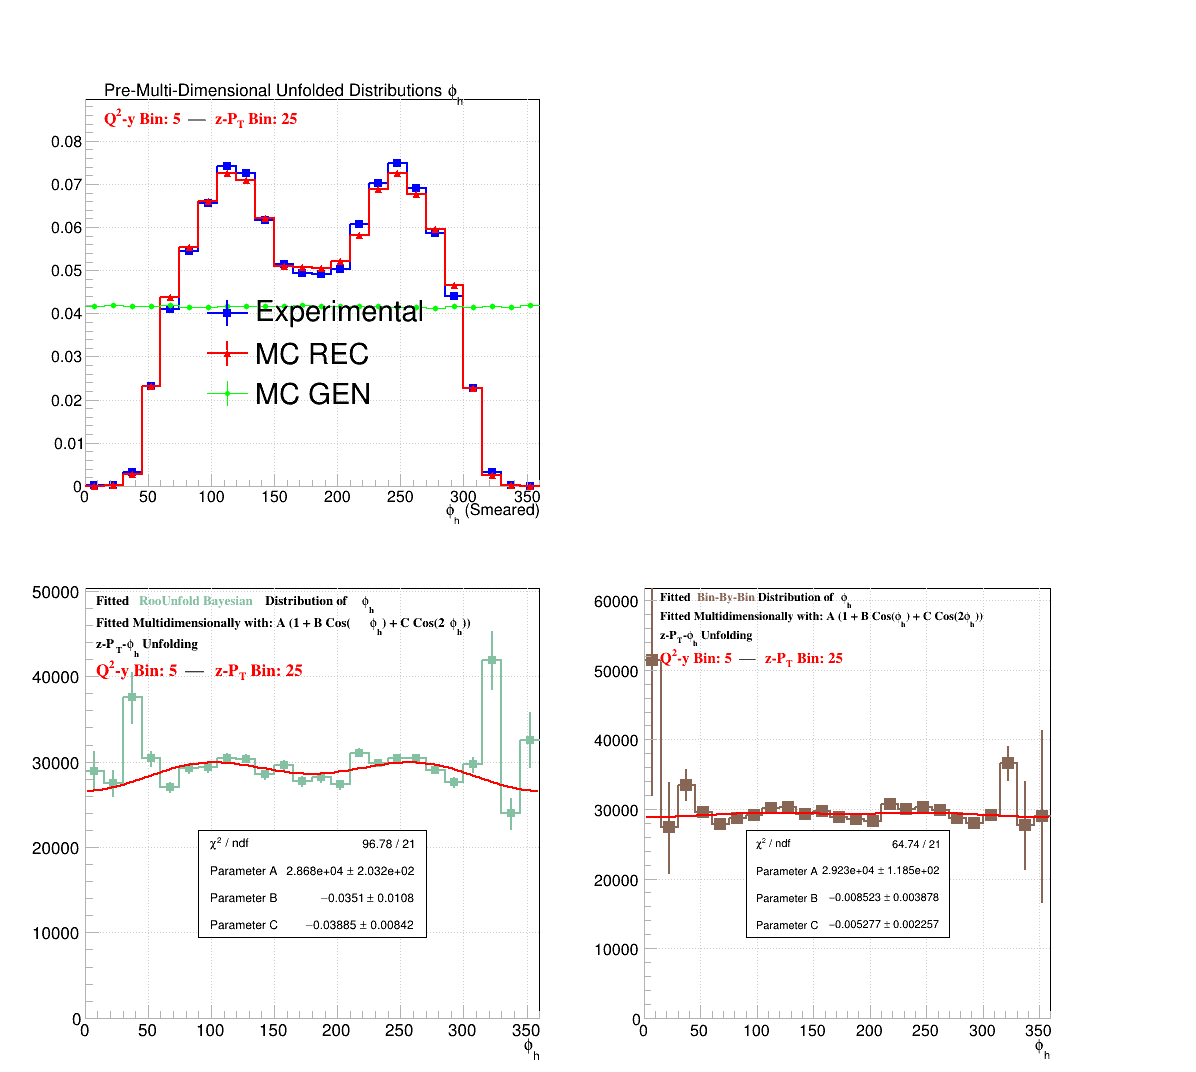 Pre-Multi-Dimensional Unfolded Distributions ϕh
Q2-y Bin: 5 — z-PT Bin: 25
0.08
0.07
0.06
0.05
0.04
0.03
0.02
0.01
0
Experimental
MC REC
MC GEN
0 50 100 150 200 250 300 350
ϕh (Smeared)
Fitted RooUnfold Bayesian Distribution of ϕh
Fitted Multidimensionally with: A (1 + B Cos( ϕh) + C Cos(2 ϕh))
z-PT-ϕh Unfolding
Q2-y Bin: 5 — z-PT Bin: 25
50000
40000
30000
20000
10000
0
χ2 / ndf 96.78 / 21
Parameter A 2.868e+04 ± 2.032e+02
Parameter B −0.0351 ± 0.0108
Parameter C −0.03885 ± 0.00842
0 50 100 150 200 250 300 350
ϕh
Fitted Bin-By-Bin Distribution of ϕh
Fitted Multidimensionally with: A (1 + B Cos(ϕh) + C Cos(2ϕh))
z-PT-ϕh Unfolding
Q2-y Bin: 5 — z-PT Bin: 25
60000
50000
40000
30000
20000
10000
0
χ2 / ndf 64.74 / 21
Parameter A 2.923e+04 ± 1.185e+02
Parameter B −0.008523 ± 0.003878
Parameter C −0.005277 ± 0.002257
0 50 100 150 200 250 300 350
ϕh